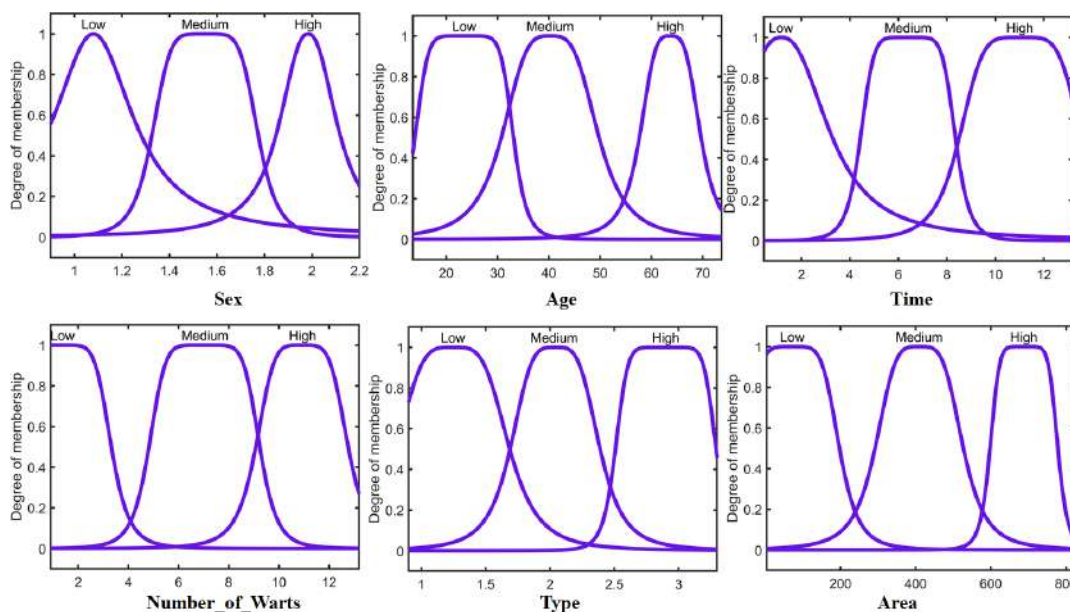 Low Medium High
Degree of membership
1
0.8
0.6
0.4
0.2
0
1 1.2 1.4 1.6 1.8 2 2.2
Sex
Low Medium High
Degree of membership
1
0.8
0.6
0.4
0.2
0
20 30 40 50 60 70
Age
Low Medium High
Degree of membership
1
0.8
0.6
0.4
0.2
0
2 4 6 8 10 12
Time
Low Medium High
Degree of membership
1
0.8
0.6
0.4
0.2
0
2 4 6 8 10 12
Number_of_Warts
Low Medium High
Degree of membership
1
0.8
0.6
0.4
0.2
0
1 1.5 2 2.5 3
Type
Low Medium High
Degree of membership
1
0.8
0.6
0.4
0.2
0
200 400 600 800
Area